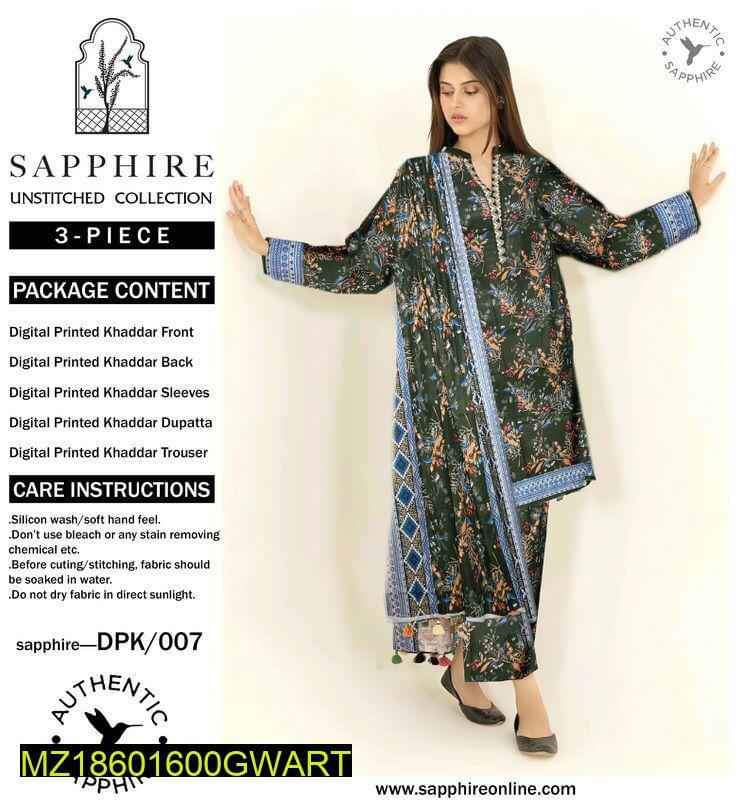 AUTHENTIC
SAPPHIRE
SAPPHIRE
UNSTITCHED COLLECTION
3-PIECE
PACKAGE CONTENT
Digital Printed Khaddar Front
Digital Printed Khaddar Back
Digital Printed Khaddar Sleeves
Digital Printed Khaddar Dupatta
Digital Printed Khaddar Trouser
CARE INSTRUCTIONS
.Silicon wash/soft hand feel.
.Don't use bleach or any stain removing
chemical etc.
.Before cuting/stitching, fabric should
be soaked in water.
.Do not dry fabric in direct sunlight.
sapphire—DPK/007
AUTHENTIC
MZ18601600GWART
SAPPHIRE
www.sapphireonline.com